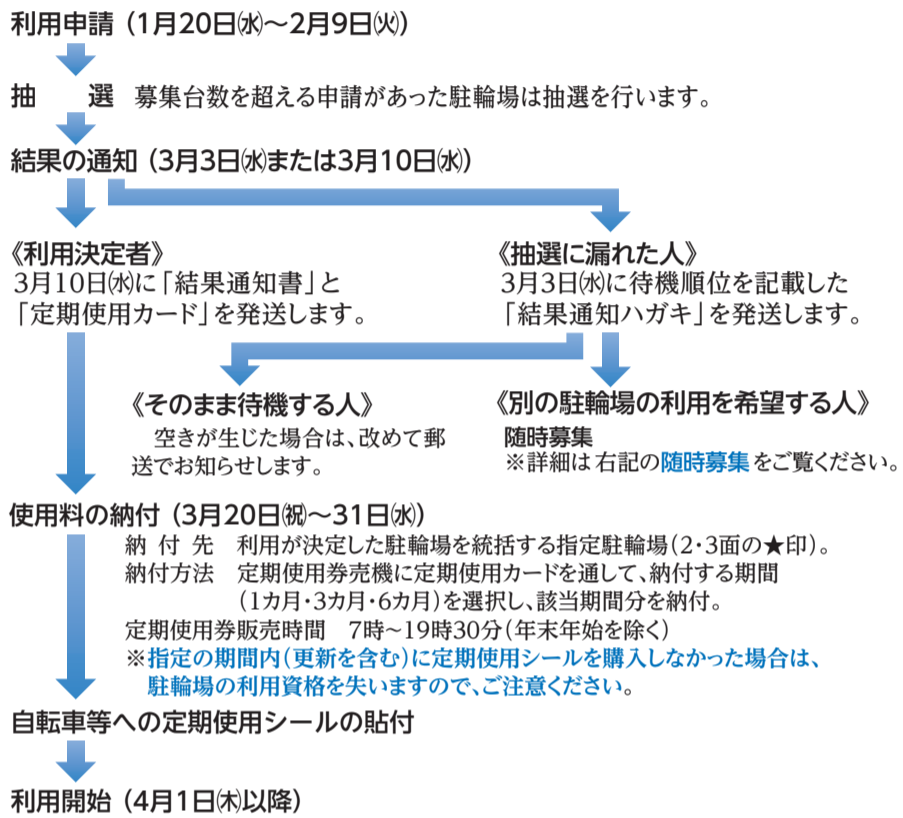 利用申請（1月20日㈬～2月9日㈫）
抽　　選　募集台数を超える申請があった駐輪場は抽選を行います。
結果の通知（3月3日㈬または3月10日㈬）
《利用決定者》
3月10日㈬に「結果通知書」と
「定期使用カード」を発送します。
《抽選に漏れた人》
3月3日㈬に待機順位を記載した
「結果通知ハガキ」を発送します。
《そのまま待機する人》
空きが生じた場合は、改めて郵
送でお知らせします。
《別の駐輪場の利用を希望する人》
随時募集
※詳細は 右記の随時募集をご覧ください。
使用料の納付（3月20日㈷～31日㈬）
納 付 先　利用が決定した駐輪場を統括する指定駐輪場（2・3面の★印）。
納付方法　定期使用券売機に定期使用カードを通して、納付する期間
（1カ月・3カ月・6カ月）を選択し、該当期間分を納付。
定期使用券販売時間　7時～19時30分（年末年始を除く）
※指定の期間内（更新を含む）に定期使用シールを購入しなかった場合は、
駐輪場の利用資格を失いますので、ご注意ください。
自転車等への定期使用シールの貼付
利用開始（4月1日㈭以降）